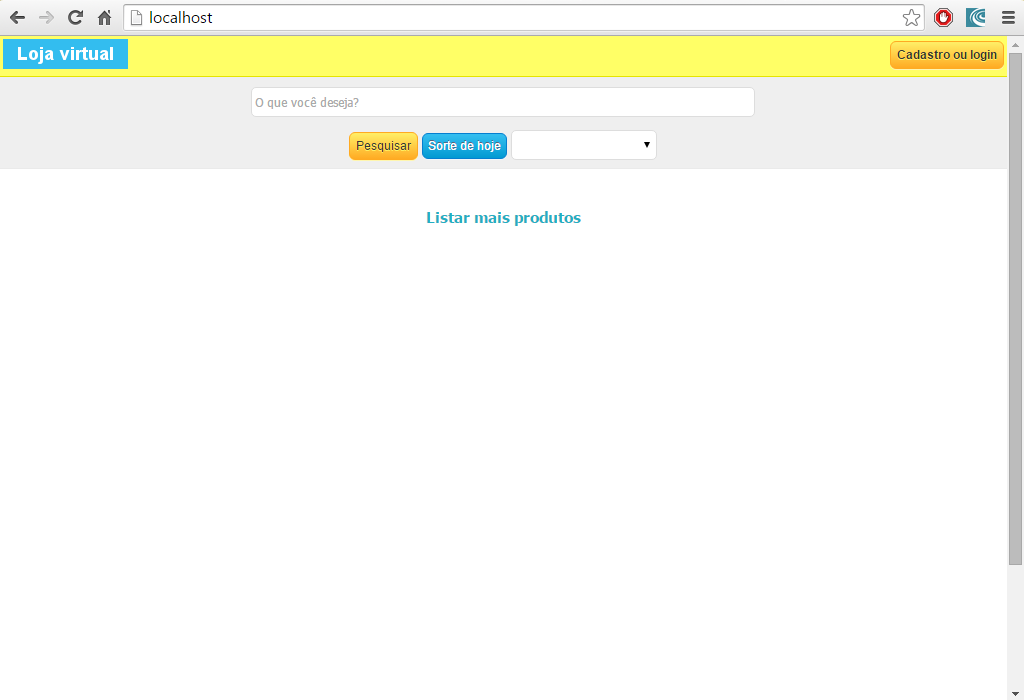 localhost
Loja virtual
Cadastro ou login
O que você deseja?
Pesquisar
Sorte de hoje
Listar mais produtos